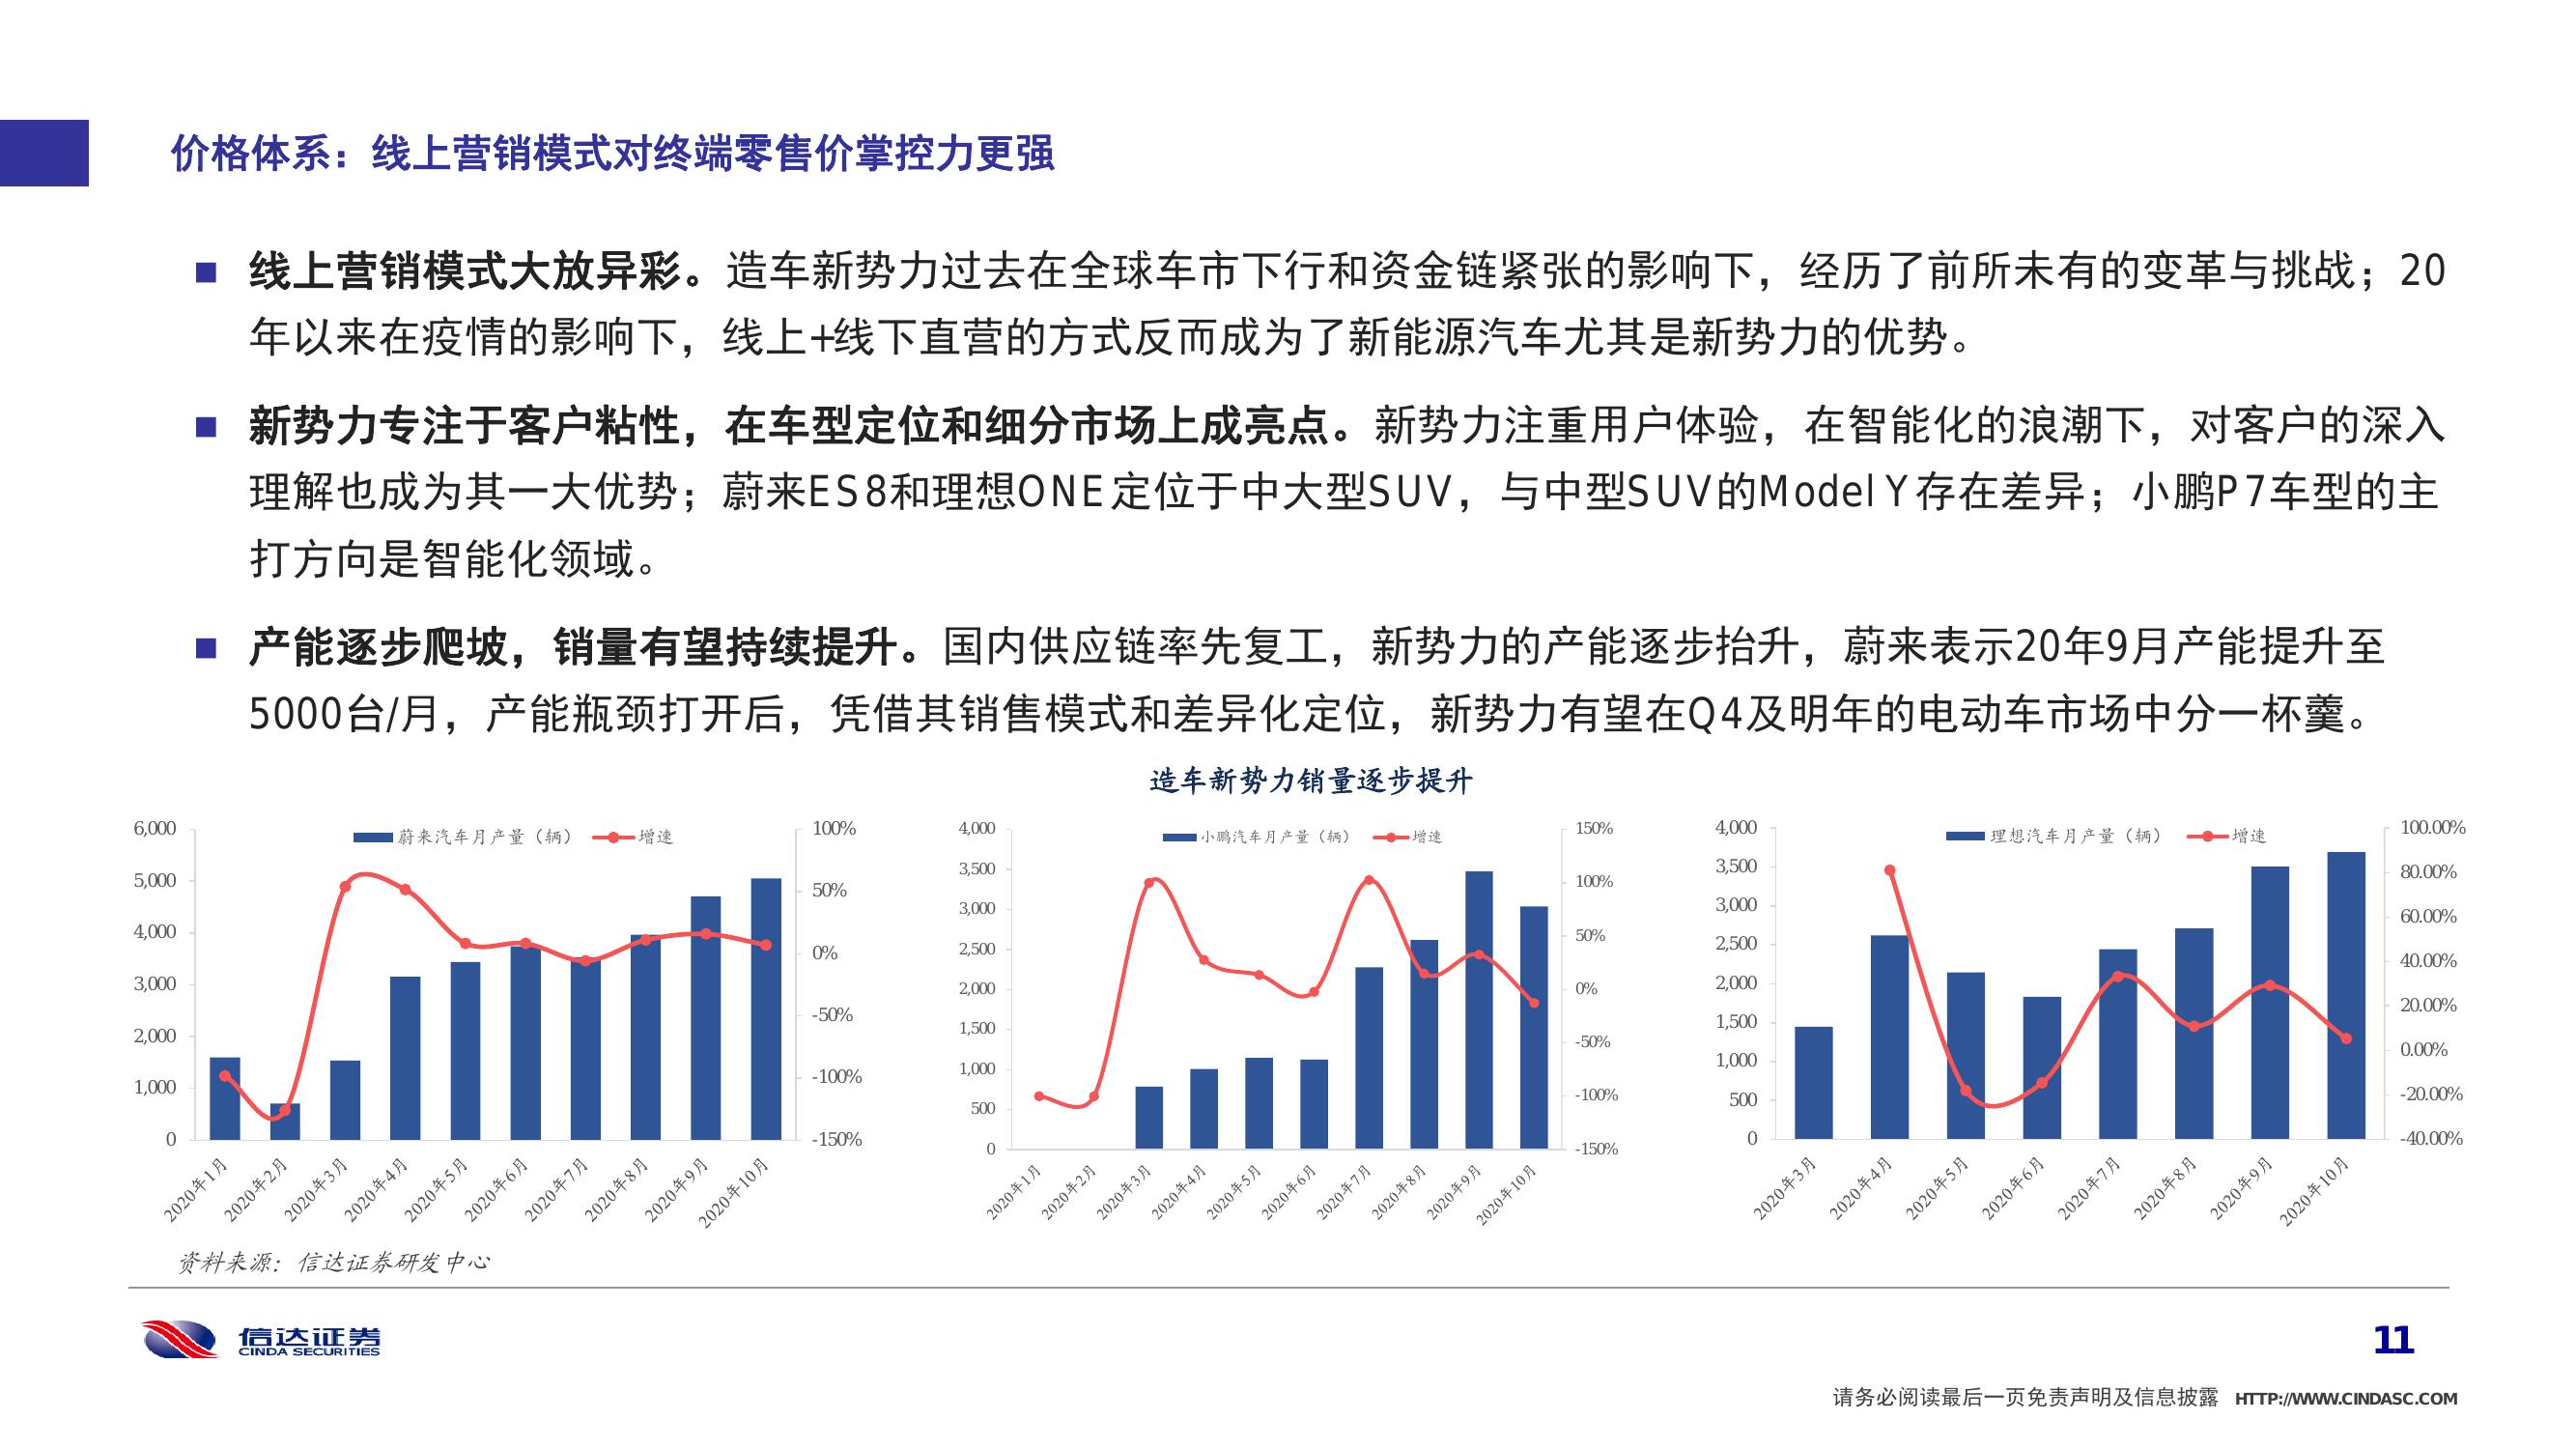 价格体系：线上营销模式对终端零售价掌控力更强
■ 线上营销模式大放异彩。造车新势力过去在全球车市下行和资金链紧张的影响下，经历了前所未有的变革与挑战；20
年以来在疫情的影响下，线上+线下直营的方式反而成为了新能源汽车尤其是新势力的优势。
■ 新势力专注于客户粘性，在车型定位和细分市场上成亮点。新势力注重用户体验，在智能化的浪潮下，对客户的深入
理解也成为其一大优势；蔚来ES8和理想ONE定位于中大型SUV，与中型SUV的Model Y存在差异；小鹏P7车型的主
打方向是智能化领域。
■ 产能逐步爬坡，销量有望持续提升。国内供应链率先复工，新势力的产能逐步抬升，蔚来表示20年9月产能提升至
5000台/月，产能瓶颈打开后，凭借其销售模式和差异化定位，新势力有望在Q4及明年的电动车市场中分一杯羹。
造车新势力销量逐步提升
蔚来汽车月产量（辆） 增速
6,000
5,000
4,000
3,000
2,000
1,000
0
100%
50%
0%
-50%
-100%
-150%
2020年1月
2020年2月
2020年3月
2020年4月
2020年5月
2020年6月
2020年7月
2020年8月
2020年9月
2020年10月
小鹏汽车月产量（辆） 增速
4,000
3,500
3,000
2,500
2,000
1,500
1,000
500
0
150%
100%
50%
0%
-50%
-100%
-150%
2020年1月
2020年2月
2020年3月
2020年4月
2020年5月
2020年6月
2020年7月
2020年8月
2020年9月
2020年10月
理想汽车月产量（辆） 增速
4,000
3,500
3,000
2,500
2,000
1,500
1,000
500
0
100.00%
80.00%
60.00%
40.00%
20.00%
0.00%
-20.00%
-40.00%
2020年3月
2020年4月
2020年5月
2020年6月
2020年7月
2020年8月
2020年9月
2020年10月
资料来源：信达证券研发中心
信达证券
CINDA SECURITIES
11
请务必阅读最后一页免责声明及信息披露 HTTP://WWW.CINDASC.COM